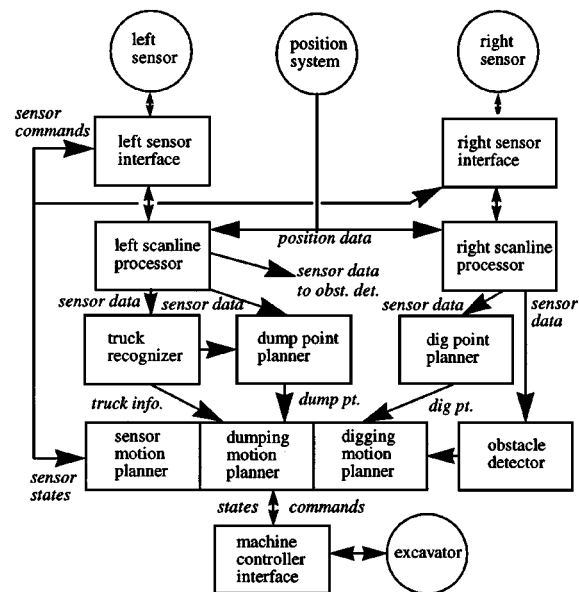 left
sensor
position
system
right
sensor
sensor
commands
left sensor
interface
right sensor
interface
position data
left scanline
processor
right scanline
processor
sensor data
to obst. det.
sensor data
sensor data
sensor data
sensor
data
truck
recognizer
dump point
planner
dig point
planner
truck info.
dump pt.
dig pt.
sensor
motion
planner
dumping
motion
planner
digging
motion
planner
obstacle
detector
sensor
states
states
commands
machine
controller
interface
excavator